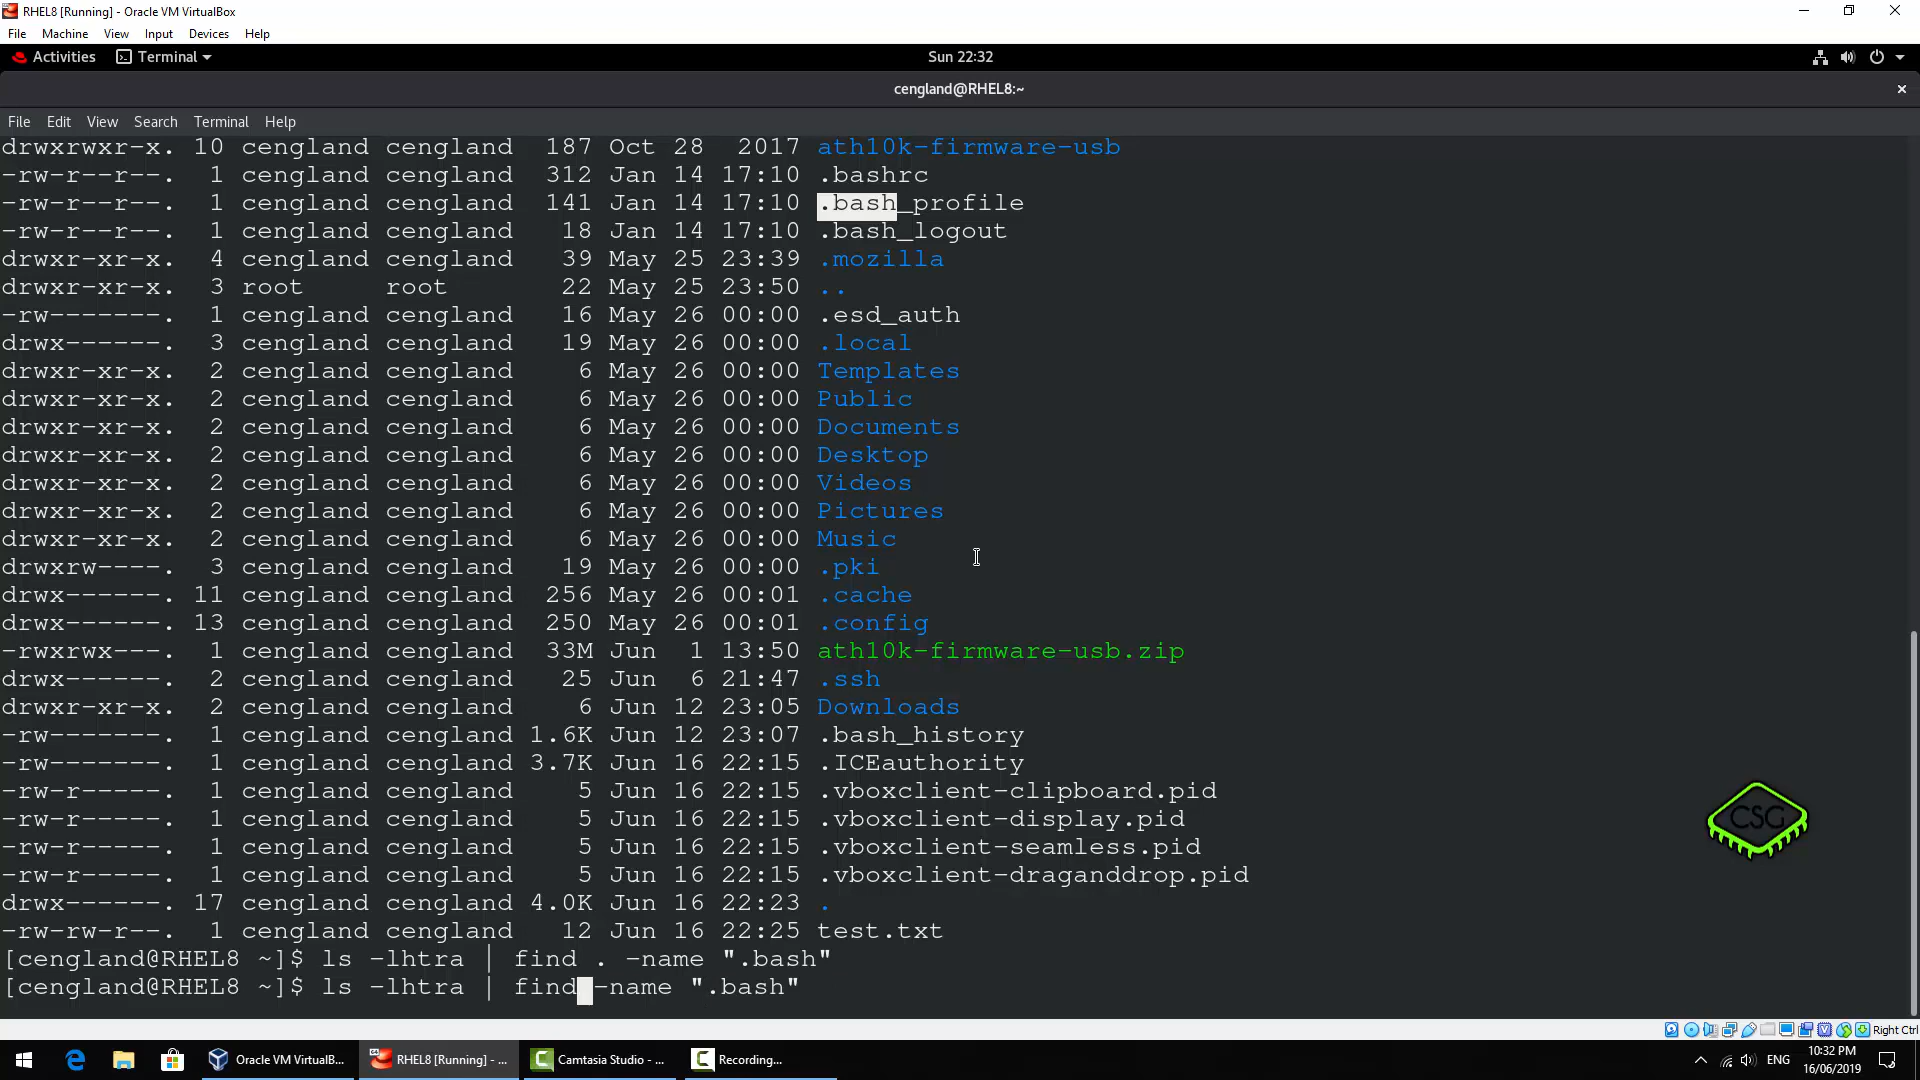 RHEL8 [Running] - Oracle VM VirtualBox
File Machine View Input Devices Help
Activities Terminal Sun 22:32
cengland@RHEL8:~
File Edit View Search Terminal Help
drwxrwxr-x. 10 cengland cengland 187 Oct 28 2017 ath10k-firmware-usb
-rw-r--r--. 1 cengland cengland 312 Jan 14 17:10 .bashrc
-rw-r--r--. 1 cengland cengland 141 Jan 14 17:10 .bash_profile
-rw-r--r--. 1 cengland cengland 18 Jan 14 17:10 .bash_logout
drwxr-xr-x. 4 cengland cengland 39 May 25 23:39 .mozilla
drwxr-xr-x. 3 root root 22 May 25 23:50 ..
-rw-------. 1 cengland cengland 16 May 26 00:00 .esd_auth
drwx------. 3 cengland cengland 19 May 26 00:00 .local
drwxr-xr-x. 2 cengland cengland 6 May 26 00:00 Templates
drwxr-xr-x. 2 cengland cengland 6 May 26 00:00 Public
drwxr-xr-x. 2 cengland cengland 6 May 26 00:00 Documents
drwxr-xr-x. 2 cengland cengland 6 May 26 00:00 Desktop
drwxr-xr-x. 2 cengland cengland 6 May 26 00:00 Videos
drwxr-xr-x. 2 cengland cengland 6 May 26 00:00 Pictures
drwxr-xr-x. 2 cengland cengland 6 May 26 00:00 Music
drwxrw----. 3 cengland cengland 19 May 26 00:00 .pki
drwx------. 11 cengland cengland 256 May 26 00:01 .cache
drwx------. 13 cengland cengland 250 May 26 00:01 .config
-rwxrwx---. 1 cengland cengland 33M Jun 1 13:50 ath10k-firmware-usb.zip
drwx------. 2 cengland cengland 25 Jun 6 21:47 .ssh
drwxr-xr-x. 2 cengland cengland 6 Jun 12 23:05 Downloads
-rw-------. 1 cengland cengland 1.6K Jun 12 23:07 .bash_history
-rw-------. 1 cengland cengland 3.7K Jun 16 22:15 .ICEauthority
-rw-r-----. 1 cengland cengland 5 Jun 16 22:15 .vboxclient-clipboard.pid
-rw-r-----. 1 cengland cengland 5 Jun 16 22:15 .vboxclient-display.pid
-rw-r-----. 1 cengland cengland 5 Jun 16 22:15 .vboxclient-seamless.pid
-rw-r-----. 1 cengland cengland 5 Jun 16 22:15 .vboxclient-draganddrop.pid
drwx------. 17 cengland cengland 4.0K Jun 16 22:23 .
-rw-rw-r--. 1 cengland cengland 12 Jun 16 22:25 test.txt
[cengland@RHEL8 ~]$ ls -lhtra | find . -name ".bash"
[cengland@RHEL8 ~]$ ls -lhtra | find -name ".bash"
CSG
Right Ctrl
Oracle VM VirtualB... RHEL8 [Running] - ... Camtasia Studio - ... Recording... ENG 10:32 PM
16/06/2019